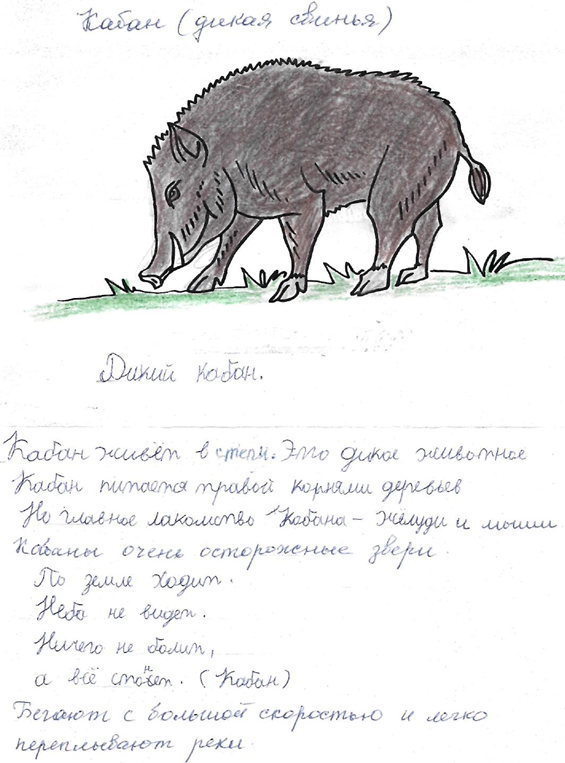 Кабан (дикая свинья)
Дикий кабан.
Кабан живёт в степи. Это дикое животное
Кабан питается травой корнями деревьев
Но главное лакомство Кабана – жёлуди и мыши
Кабаны очень осторожные звери.
По земле ходит.
Неба не видет.
Ничего не болит,
а всё стонет. (Кабан)
Бегают с большой скоростью и легко
переплывают реки.